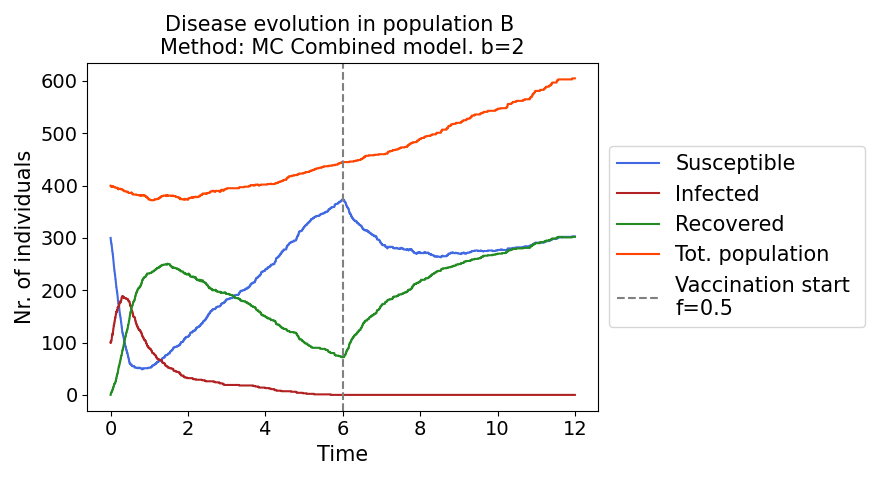 Disease evolution in population B
Method: MC Combined model. b=2
Nr. of individuals
600
500
400
300
200
100
0
0 2 4 6 8 10 12
Time
Susceptible
Infected
Recovered
Tot. population
Vaccination start
f=0.5